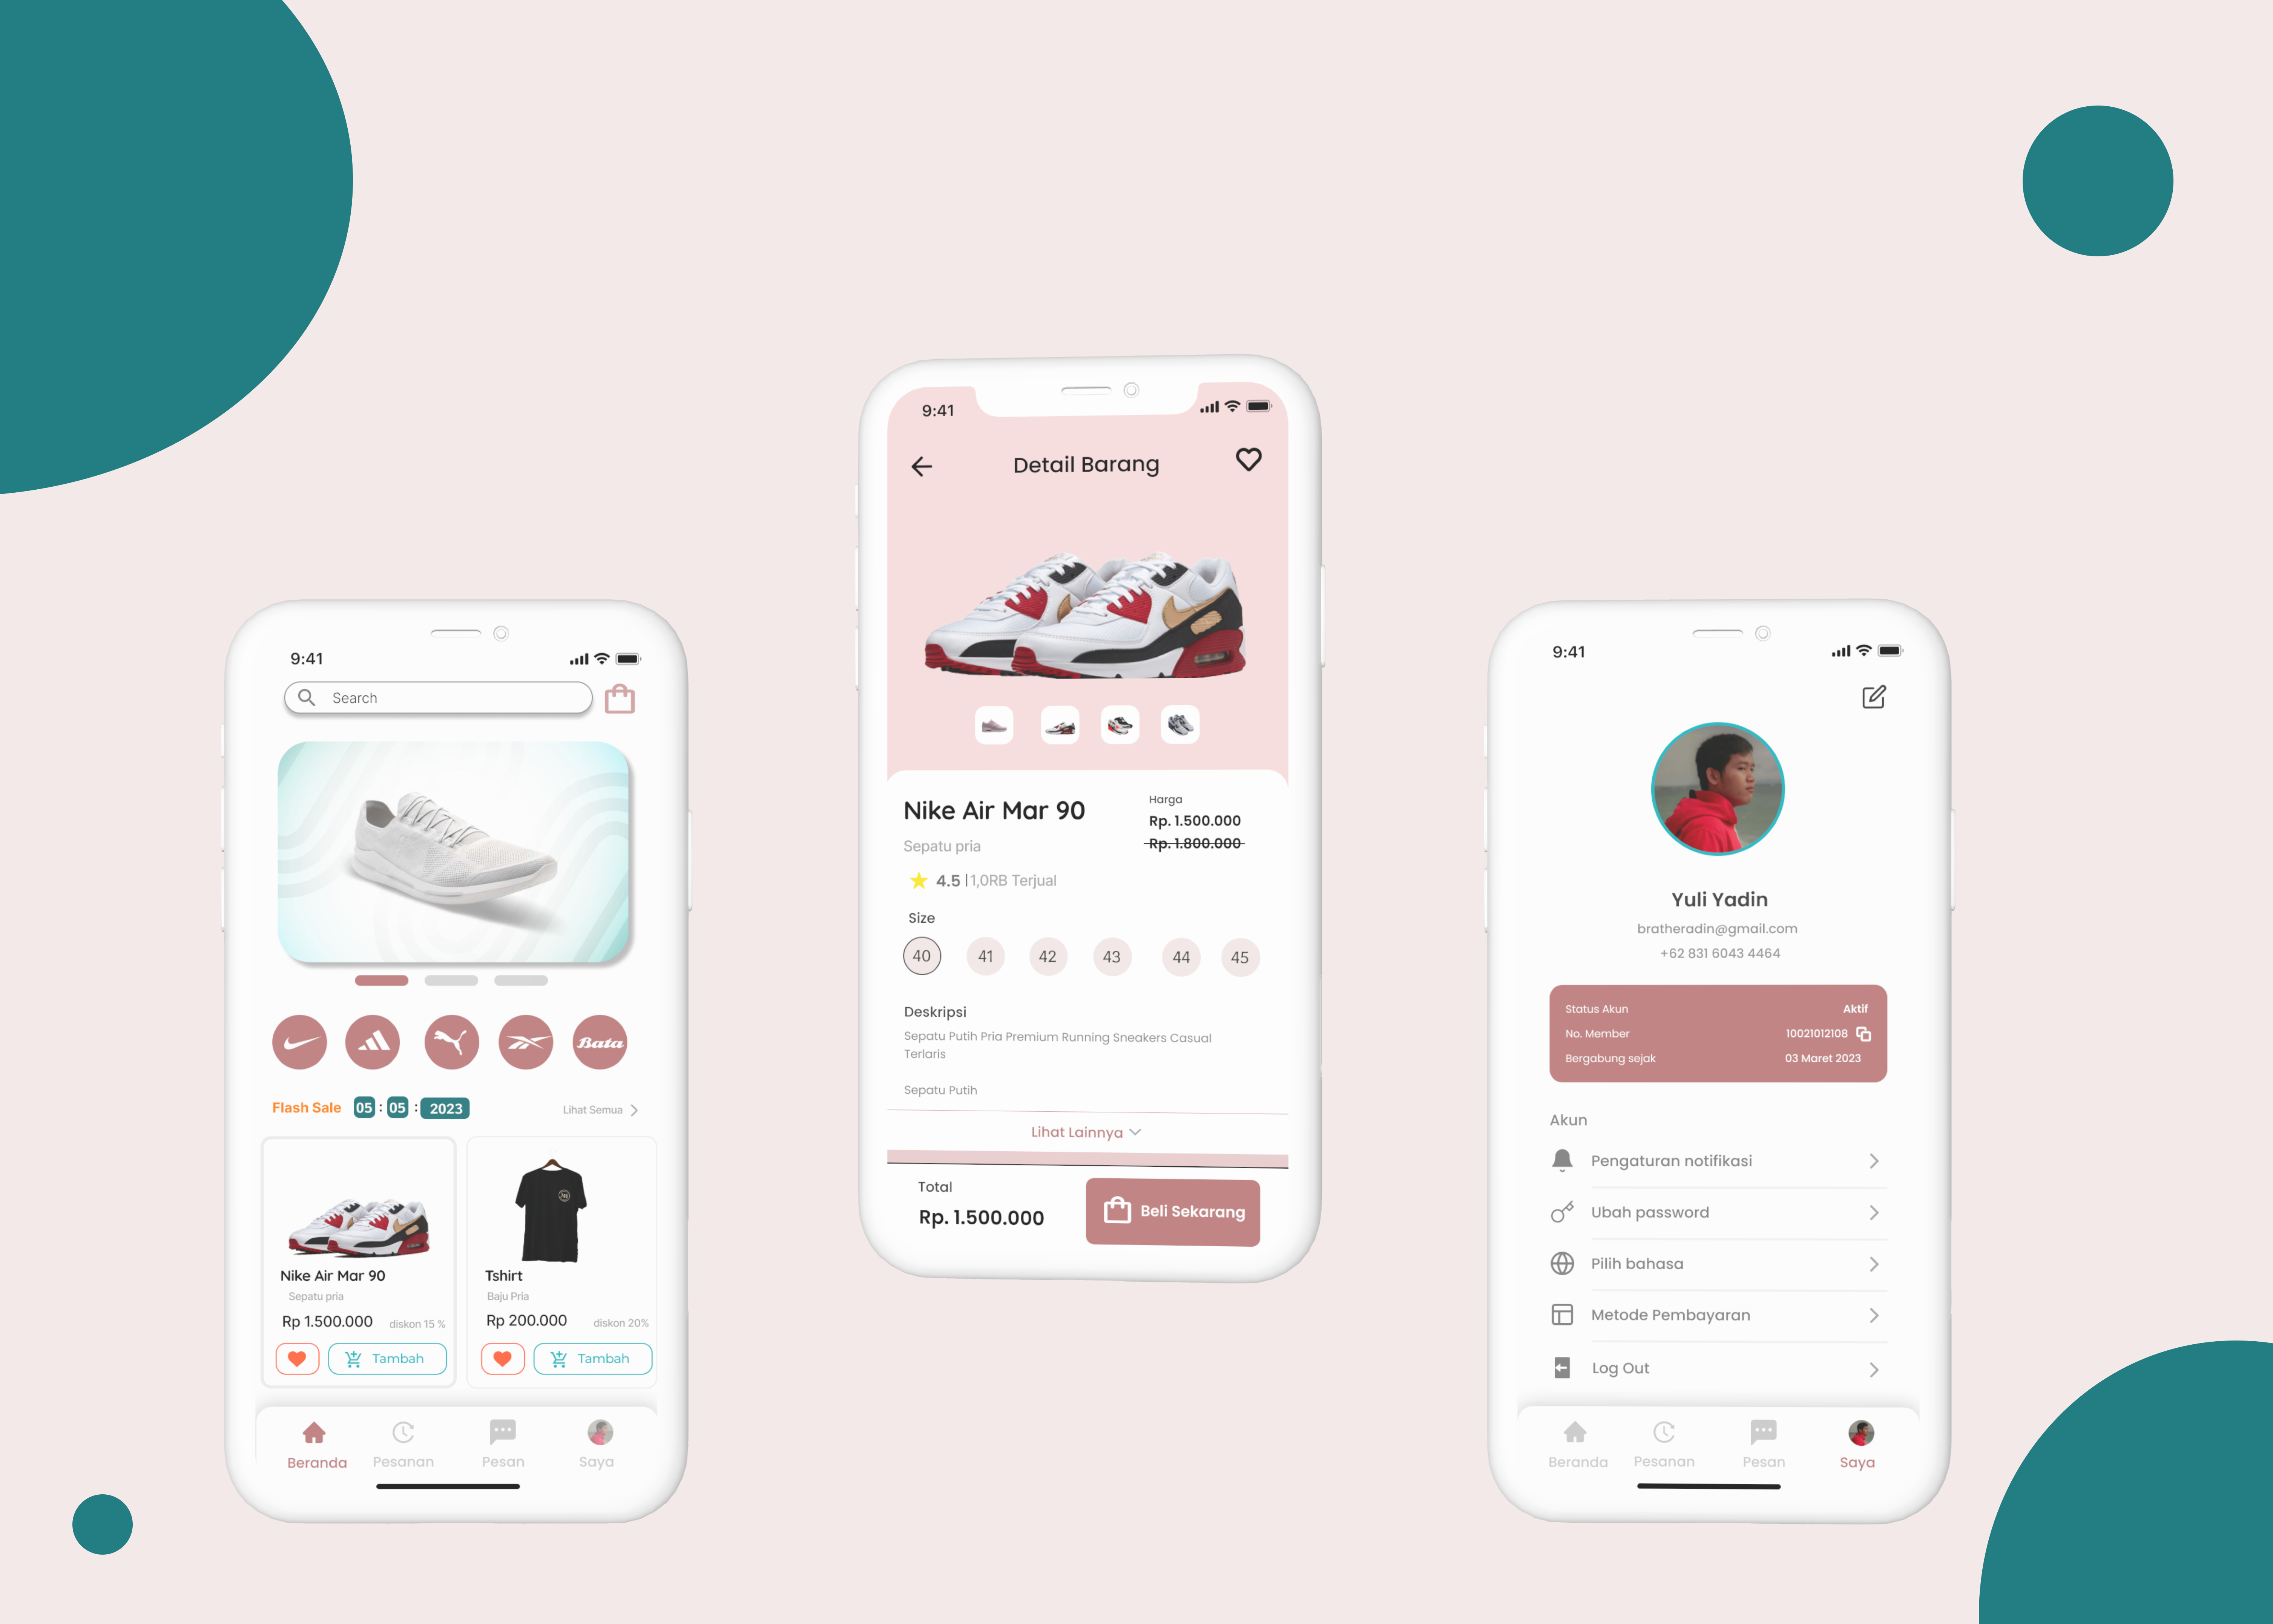 9:41
Search
Bata
Flash Sale 05 : 05 : 2023 Lihat Semua
Nike Air Mar 90
Sepatu pria
Rp 1.500.000 diskon 15 %
Tambah
Tshirt
Baju Pria
Rp 200.000 diskon 20%
Tambah
Beranda Pesanan Pesan Saya
9:41
Detail Barang
Nike Air Mar 90
Sepatu pria
4.5 | 1,0RB Terjual
Harga
Rp. 1.500.000
Rp. 1.800.000
Size
40 41 42 43 44 45
Deskripsi
Sepatu Putih Pria Premium Running Sneakers Casual
Terlaris
Sepatu Putih
Lihat Lainnya
Total
Rp. 1.500.000
Beli Sekarang
9:41
Yuli Yadin
bratheradin@gmail.com
+62 831 6043 4464
Status Akun Aktif
No. Member 10021012108
Bergabung sejak 03 Maret 2023
Akun
Pengaturan notifikasi
Ubah password
Pilih bahasa
Metode Pembayaran
Log Out
Beranda Pesanan Pesan Saya